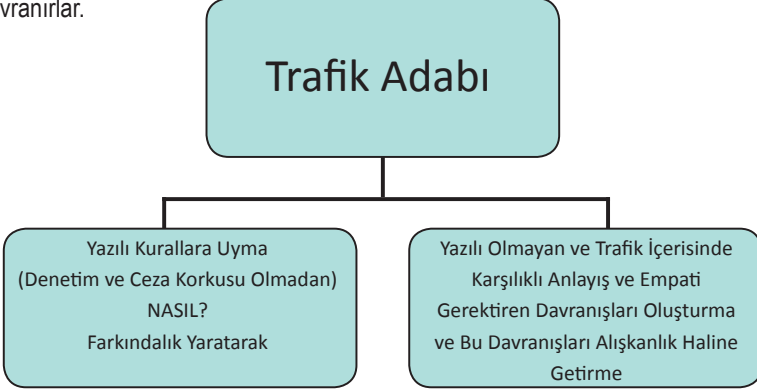 vranırlar.
Trafik Adabı
Yazılı Kurallara Uyma
(Denetim ve Ceza Korkusu Olmadan)
NASIL?
Farkındalık Yaratarak
Yazılı Olmayan ve Trafik İçerisinde
Karşılıklı Anlayış ve Empati
Gerektiren Davranışları Oluşturma
ve Bu Davranışları Alışkanlık Haline
Getirme